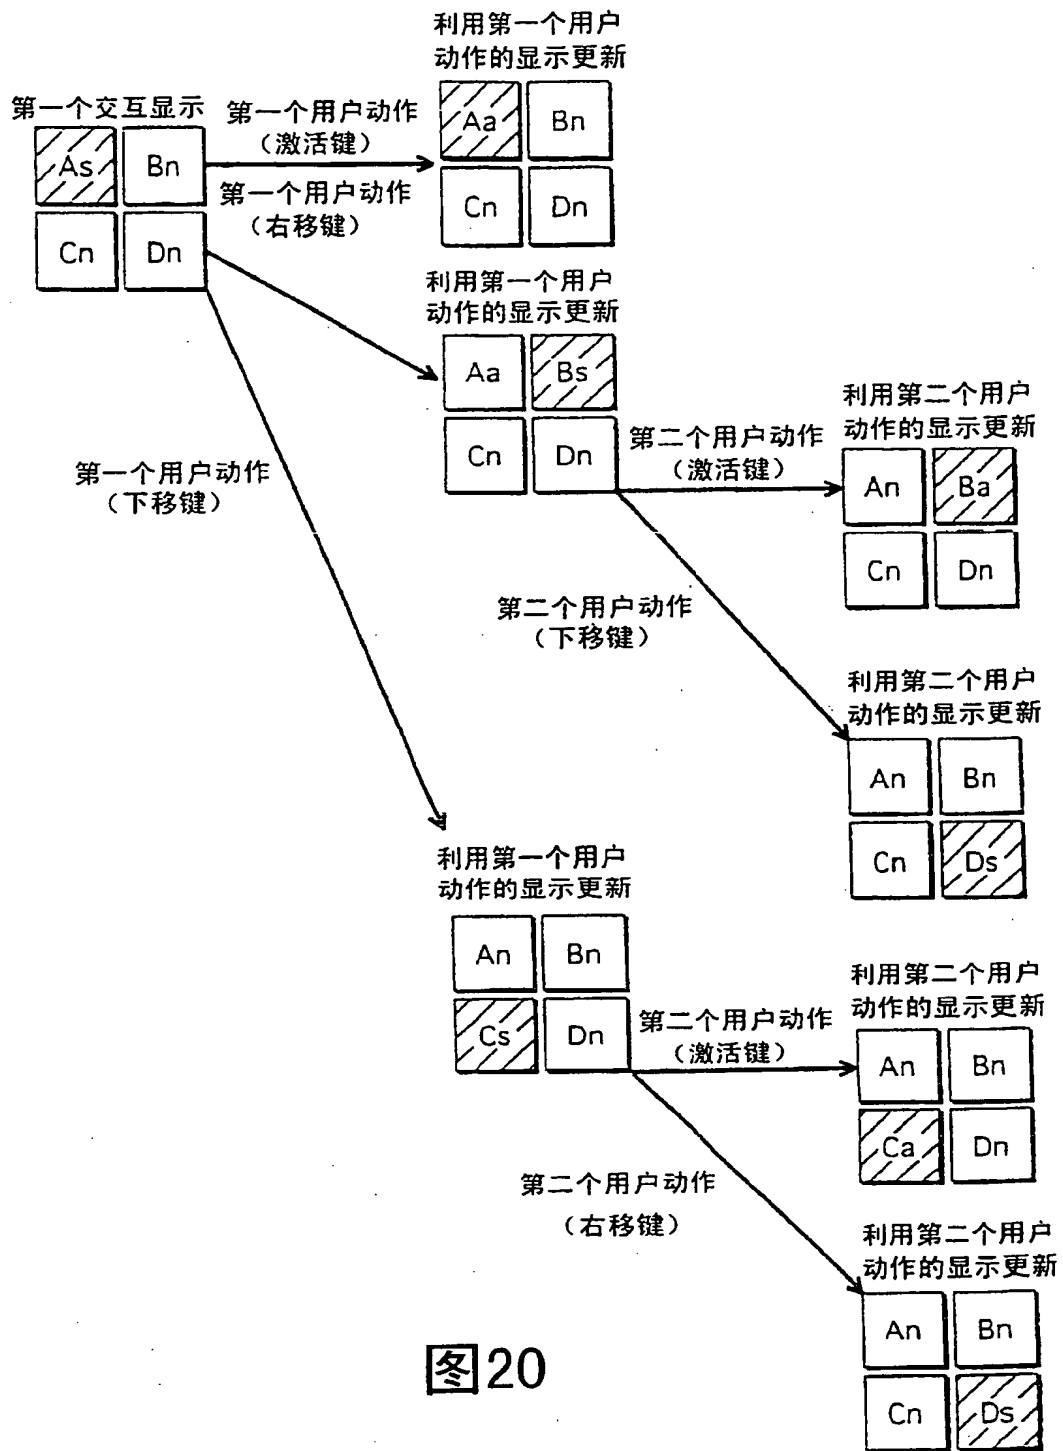 利用第一个用户
动作的显示更新
第一个交互显示
第一个用户动作
（激活键）
Aa Bn
As Bn
第一个用户动作
（右移键）
Cn Dn
Cn Dn
利用第一个用户
动作的显示更新
Aa Bs
利用第二个用户
动作的显示更新
第二个用户动作
（激活键）
Cn Dn
第一个用户动作
（下移键）
An Ba
Cn Dn
第二个用户动作
（下移键）
利用第二个用户
动作的显示更新
An Bn
Cn Ds
利用第一个用户
动作的显示更新
An Bn
利用第二个用户
动作的显示更新
第二个用户动作
（激活键）
Cs Dn
An Bn
Ca Dn
第二个用户动作
（右移键）
利用第二个用户
动作的显示更新
An Bn
图20
Cn Ds